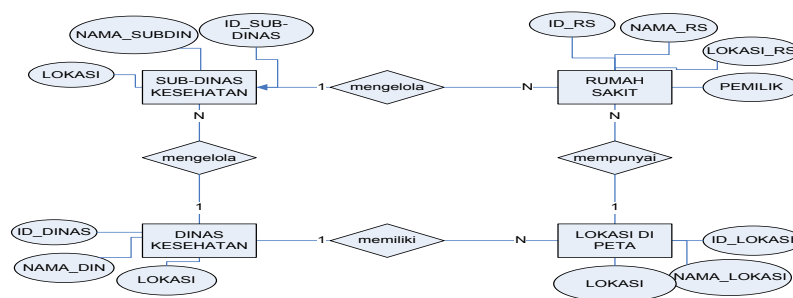 ID_SUB-
DINAS
NAMA_SUBDIN
LOKASI
SUB-DINAS
KESEHATAN
1
mengelola
N
ID_RS
NAMA_RS
LOKASI_RS
RUMAH
SAKIT
PEMILIK
N
mengelola
1
N
mempunyai
1
ID_DINAS
NAMA_DIN
DINAS
KESEHATAN
LOKASI
1
memiliki
N
LOKASI DI
PETA
ID_LOKASI
NAMA_LOKASI
LOKASI